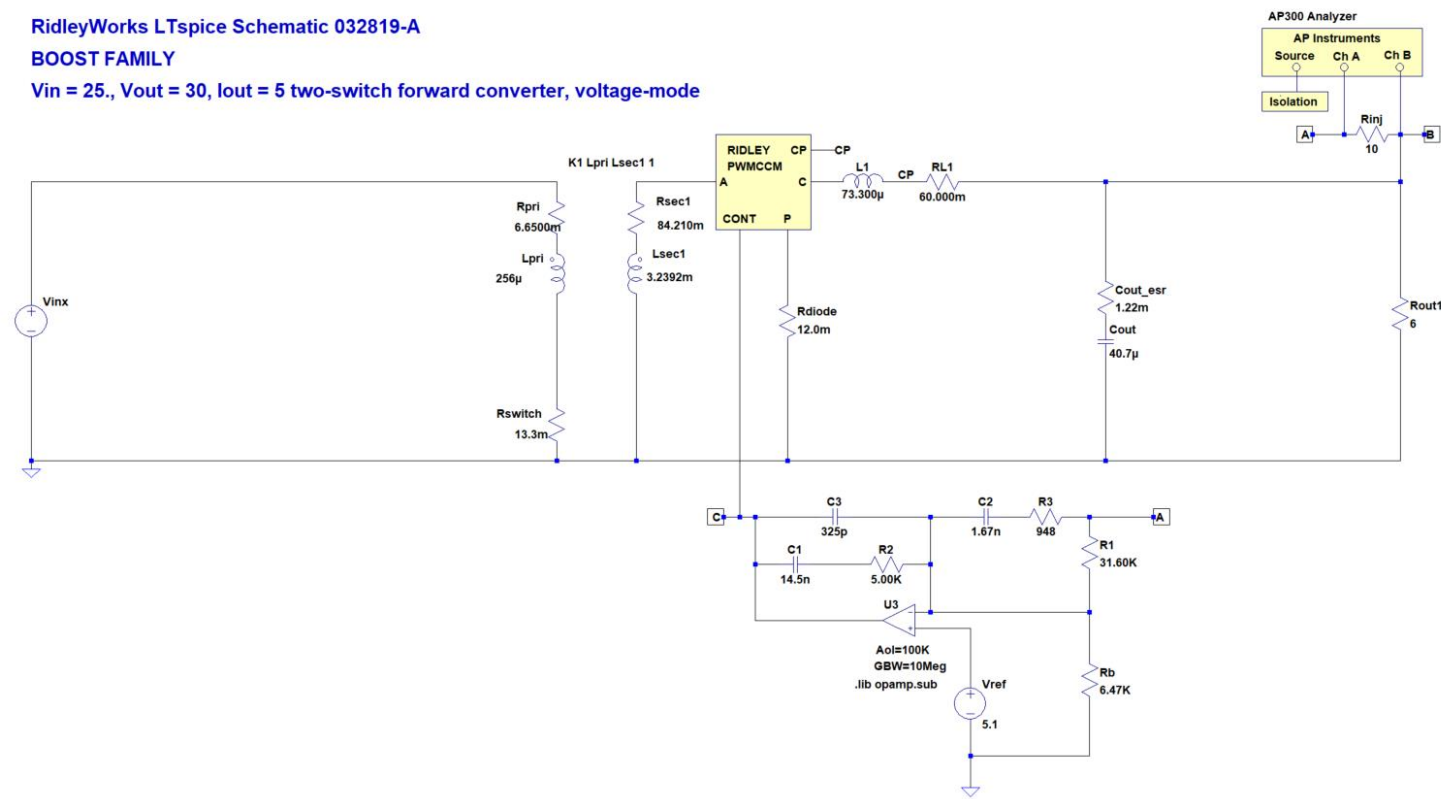 RidleyWorks LTspice Schematic 032819-A
BOOST FAMILY
Vin = 25., Vout = 30, Iout = 5 two-switch forward converter, voltage-mode
AP300 Analyzer
AP Instruments
Source Ch A Ch B
Isolation
A
Rinj
10
B
K1 Lpri Lsec1 1
RIDLEY CP
PWMCCM
A C
CONT P
CP
L1
73.300µ
CP
RL1
60.000m
Rpri
6.6500m
Lpri
256µ
Rsec1
84.210m
Lsec1
3.2392m
Vinx
Rdiode
12.0m
Cout_esr
1.22m
Cout
40.7µ
Rout1
6
Rswitch
13.3m
C
C3
325p
C2
1.67n
R3
948
A
C1
14.5n
R2
5.00K
R1
31.60K
U3
Aol=100K
GBW=10Meg
.lib opamp.sub
Vref
5.1
Rb
6.47K